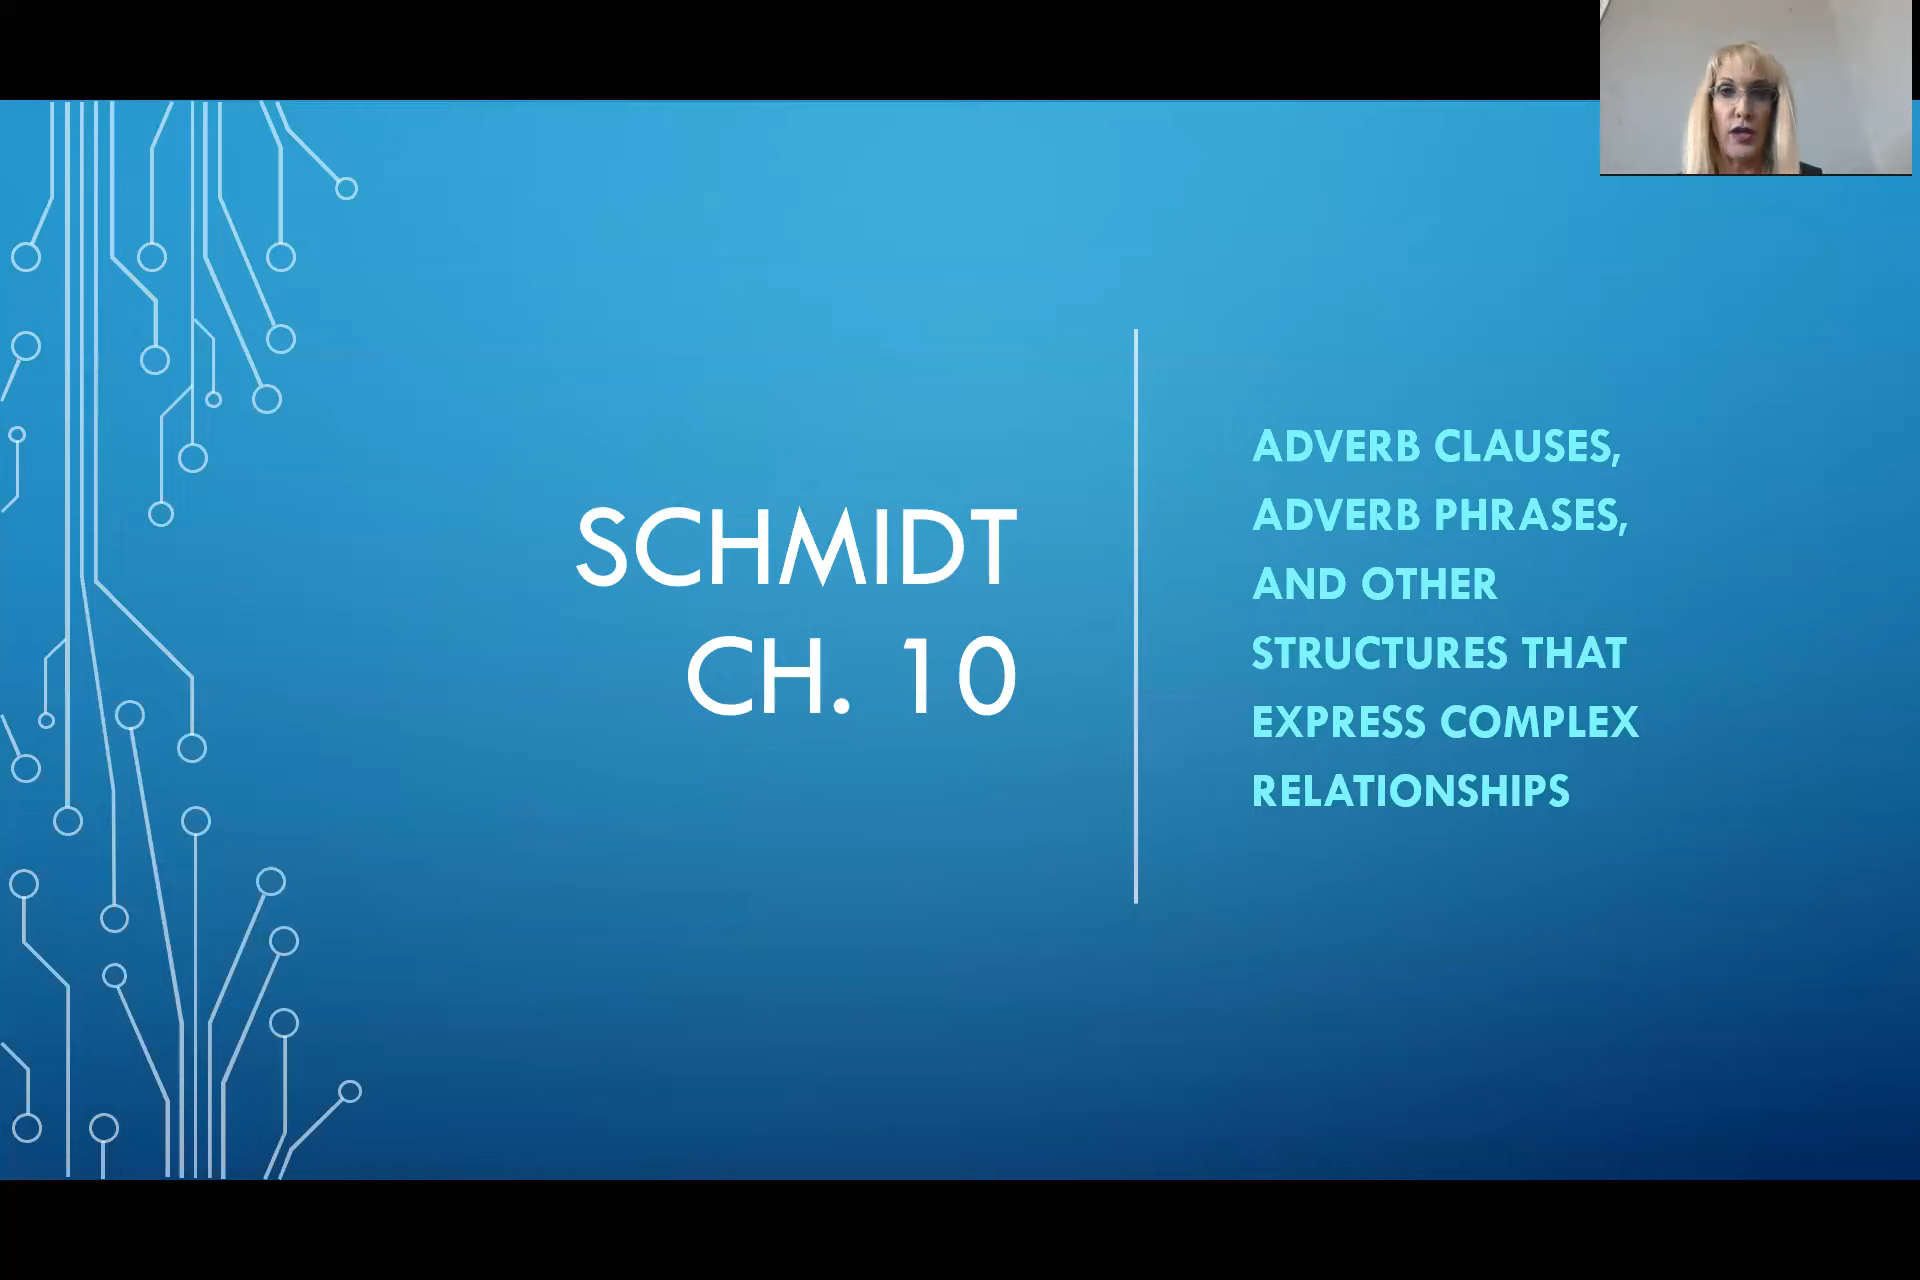 SCHMIDT
CH. 10
ADVERB CLAUSES,
ADVERB PHRASES,
AND OTHER
STRUCTURES THAT
EXPRESS COMPLEX
RELATIONSHIPS